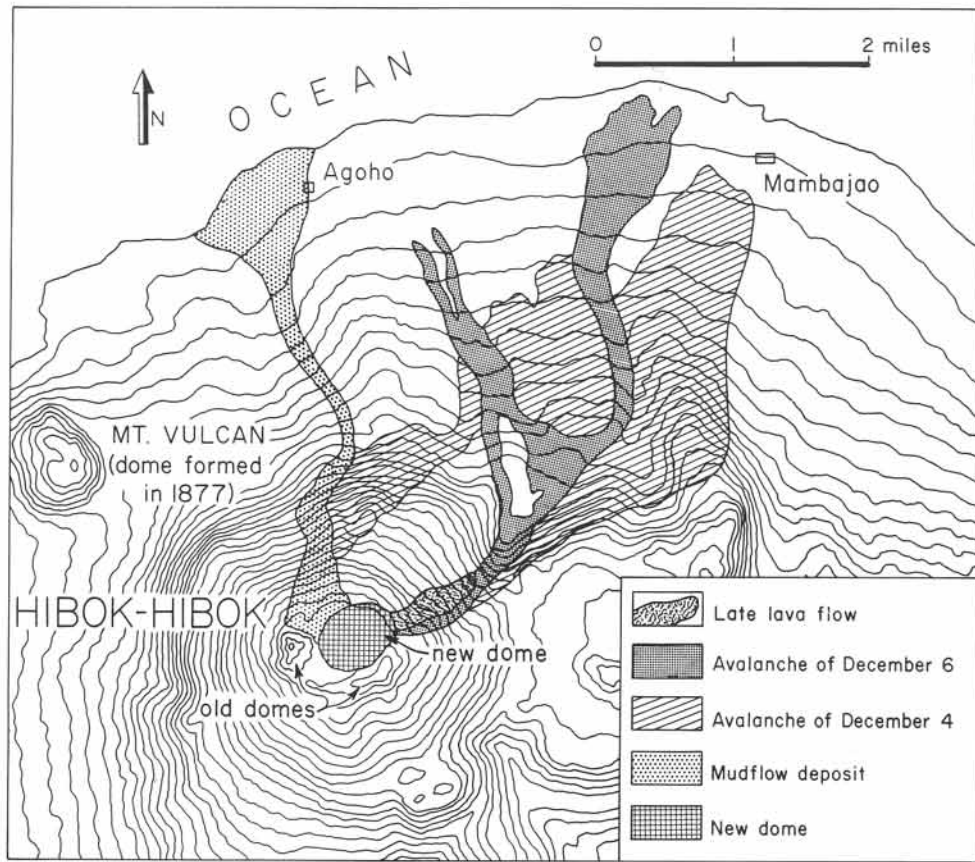 0 1 2 miles
OCEAN
N
Agoho
Mambajao
MT. VULCAN
(dome formed
in 1877)
HIBOK-HIBOK
new dome
old domes
Late lava flow
Avalanche of December 6
Avalanche of December 4
Mudflow deposit
New dome